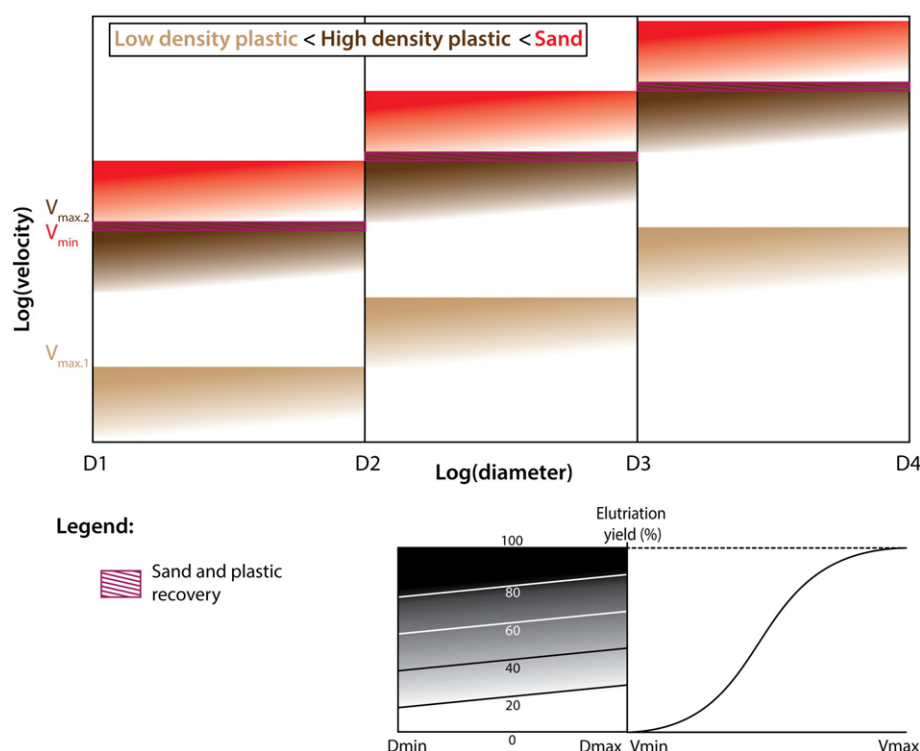 Low density plastic < High density plastic < Sand
Log(velocity)
Vmax.2
Vmin
Vmax.1
D1 D2 D3 D4
Log(diameter)
Legend:
Sand and plastic
recovery
Elutriation
yield (%)
100
80
60
40
20
0
Dmin Dmax Vmin Vmax